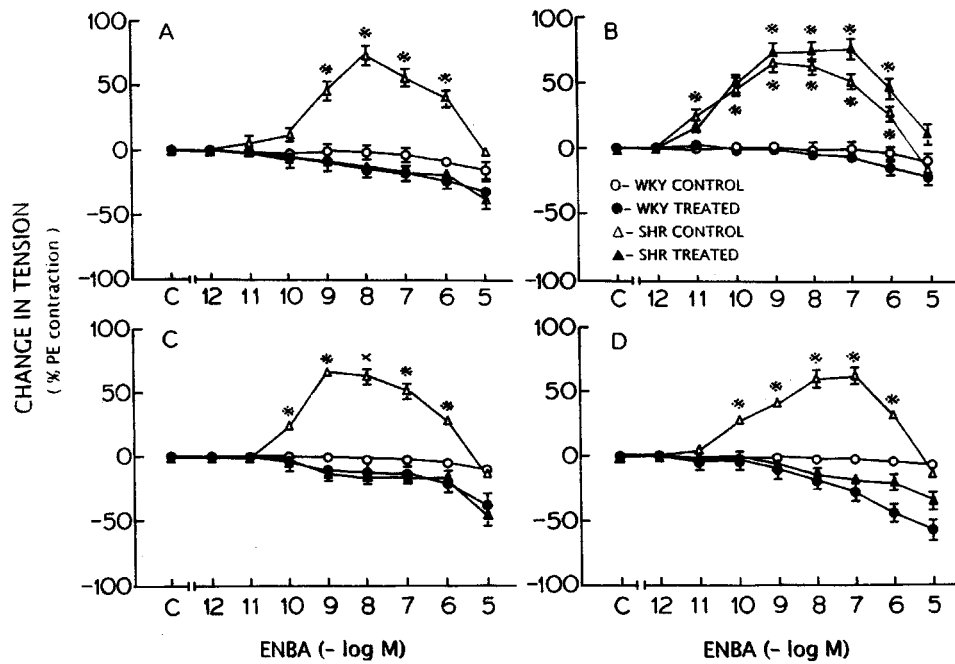 CHANGE IN TENSION
( % PE contraction )
A
100
50
0
-50
-100
C 12 11 10 9 8 7 6 5
B
100
50
0
-50
-100
O- WKY CONTROL
●- WKY TREATED
△- SHR CONTROL
▲- SHR TREATED
C 12 11 10 9 8 7 6 5
C
100
50
0
-50
-100
C 12 11 10 9 8 7 6 5
ENBA (- log M)
D
100
50
0
-50
-100
C 12 11 10 9 8 7 6 5
ENBA (- log M)